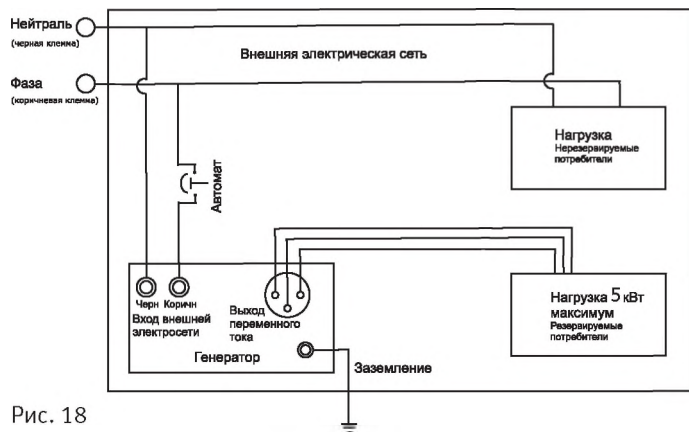 Нейтраль
(черная клемма)
Внешняя электрическая сеть
Фаза
(коричневая клемма)
Нагрузка
Нерезервируемые
потребители
Автомат
Черн Коричн
Вход внешней
электросети
Выход
переменного
тока
Генератор
Заземление
Нагрузка 5 кВт
максимум
Резервируемые
потребители
Рис. 18